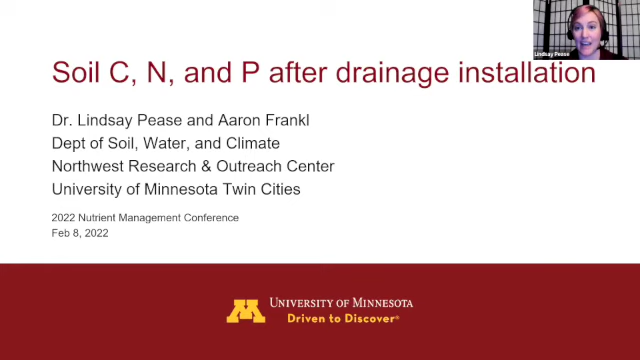 Lindsay Pease
Soil C, N, and P after drainage installation
Dr. Lindsay Pease and Aaron Frankl
Dept of Soil, Water, and Climate
Northwest Research & Outreach Center
University of Minnesota Twin Cities
2022 Nutrient Management Conference
Feb 8, 2022
M
UNIVERSITY OF MINNESOTA
Driven to Discover®